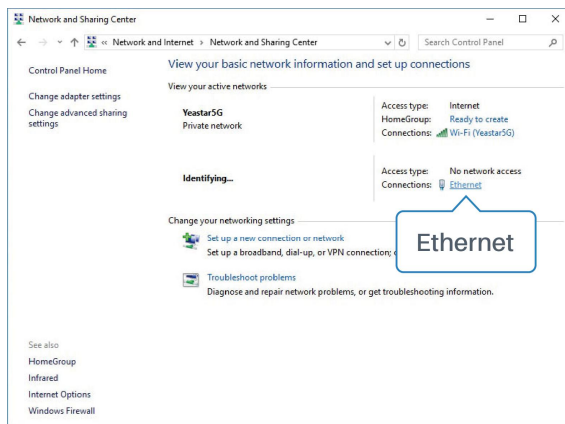 Network and Sharing Center
« Network and Internet › Network and Sharing Center
Search Control Panel
Control Panel Home
Change adapter settings
Change advanced sharing
settings
View your basic network information and set up connections
View your active networks
Yeastar5G
Private network
Access type: Internet
HomeGroup: Ready to create
Connections: Wi-Fi (Yeastar5G)
Identifying...
Access type: No network access
Connections: Ethernet
Ethernet
Change your networking settings
Set up a new connection or network
Set up a broadband, dial-up, or VPN connection;
Troubleshoot problems
Diagnose and repair network problems, or get troubleshooting information.
See also
HomeGroup
Infrared
Internet Options
Windows Firewall